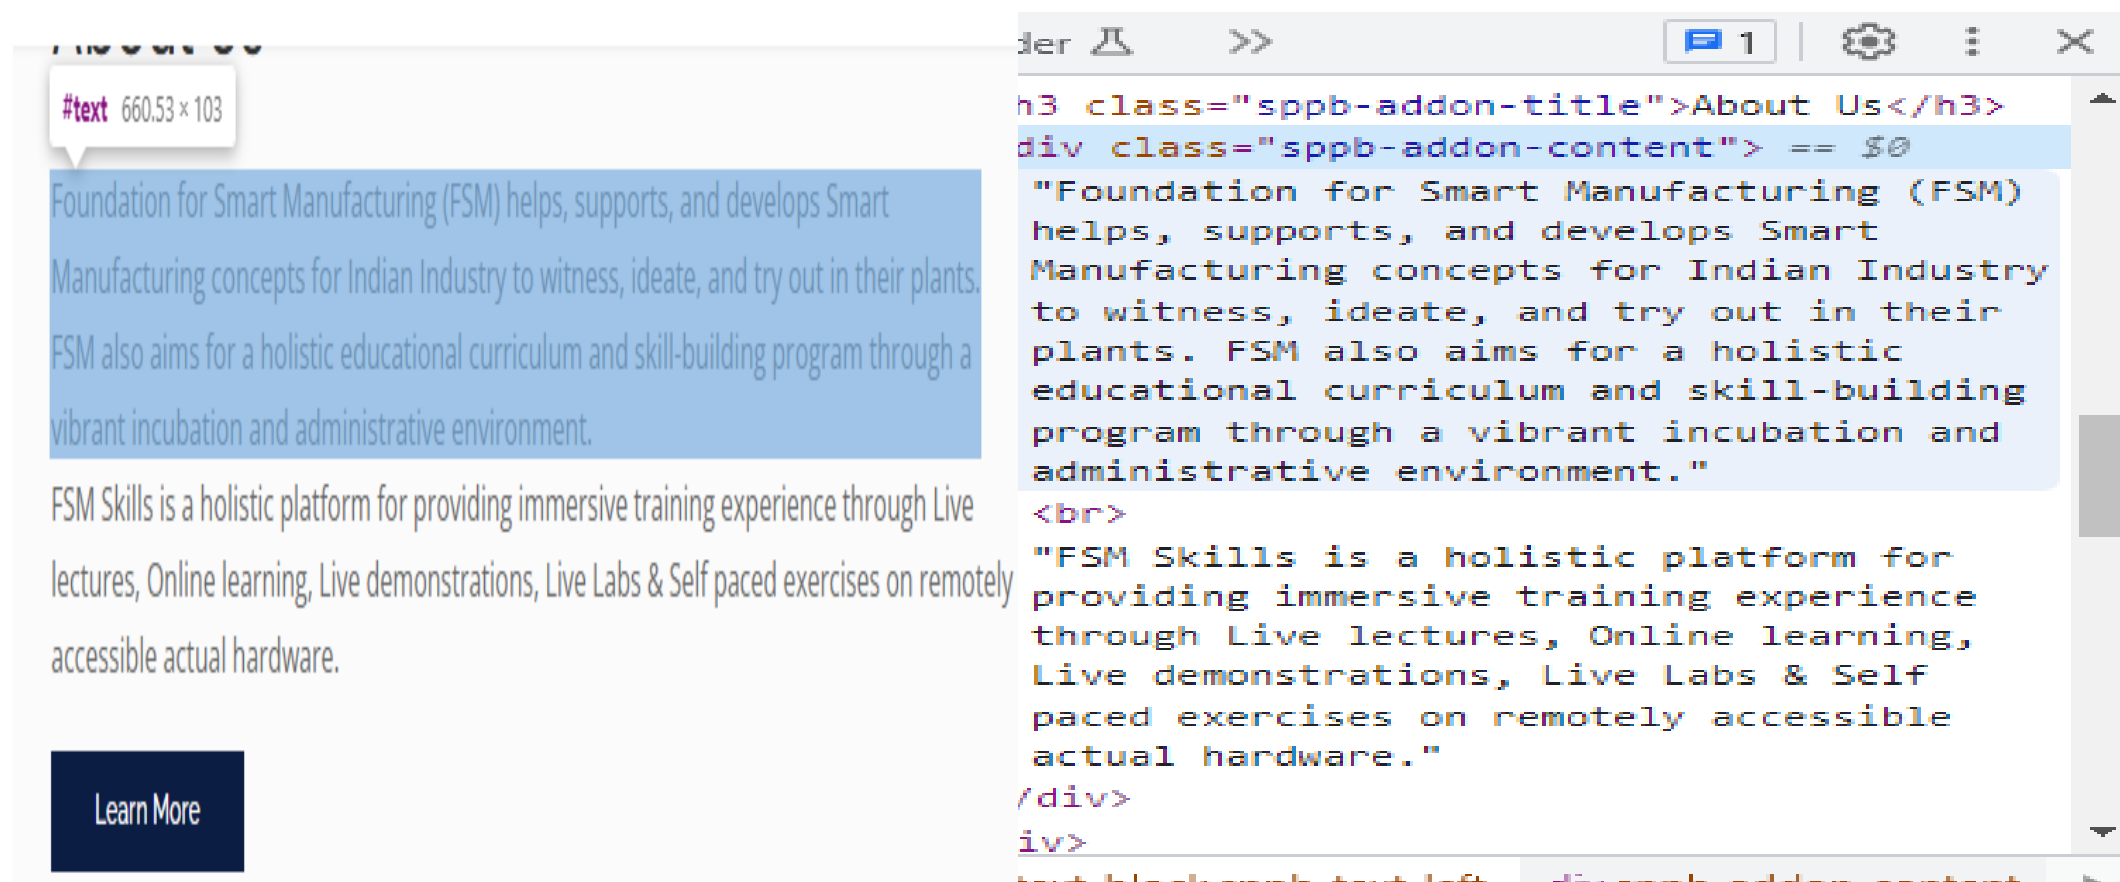 About Us
#text 660.53 × 103
Foundation for Smart Manufacturing (FSM) helps, supports, and develops Smart
Manufacturing concepts for Indian Industry to witness, ideate, and try out in their plants.
FSM also aims for a holistic educational curriculum and skill-building program through a
vibrant incubation and administrative environment.
FSM Skills is a holistic platform for providing immersive training experience through Live
lectures, Online learning, Live demonstrations, Live Labs & Self paced exercises on remotely
accessible actual hardware.
Learn More
der >> 1
h3 class="sppb-addon-title">About Us</h3>
div class="sppb-addon-content"> == $0
"Foundation for Smart Manufacturing (FSM)
helps, supports, and develops Smart
Manufacturing concepts for Indian Industry
to witness, ideate, and try out in their
plants. FSM also aims for a holistic
educational curriculum and skill-building
program through a vibrant incubation and
administrative environment."
<br>
"FSM Skills is a holistic platform for
providing immersive training experience
through Live lectures, Online learning,
Live demonstrations, Live Labs & Self
paced exercises on remotely accessible
actual hardware."
/div>
iv>